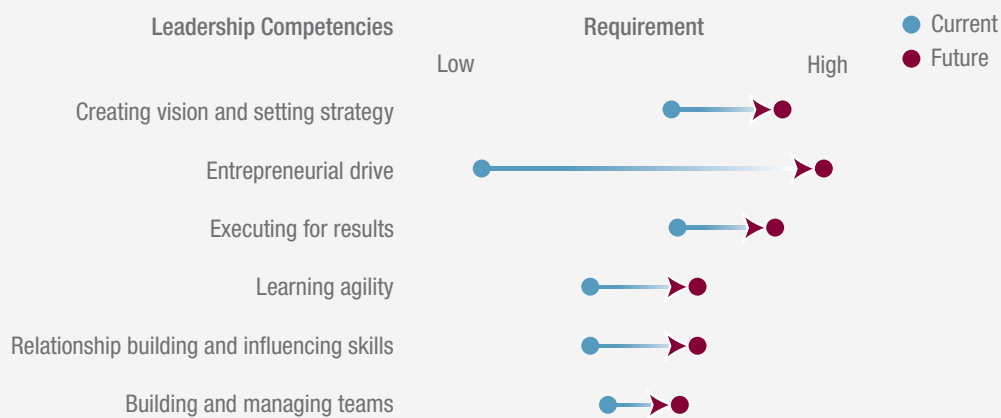 Leadership Competencies
Requirement
Current
Future
Low
High
Creating vision and setting strategy
Entrepreneurial drive
Executing for results
Learning agility
Relationship building and influencing skills
Building and managing teams